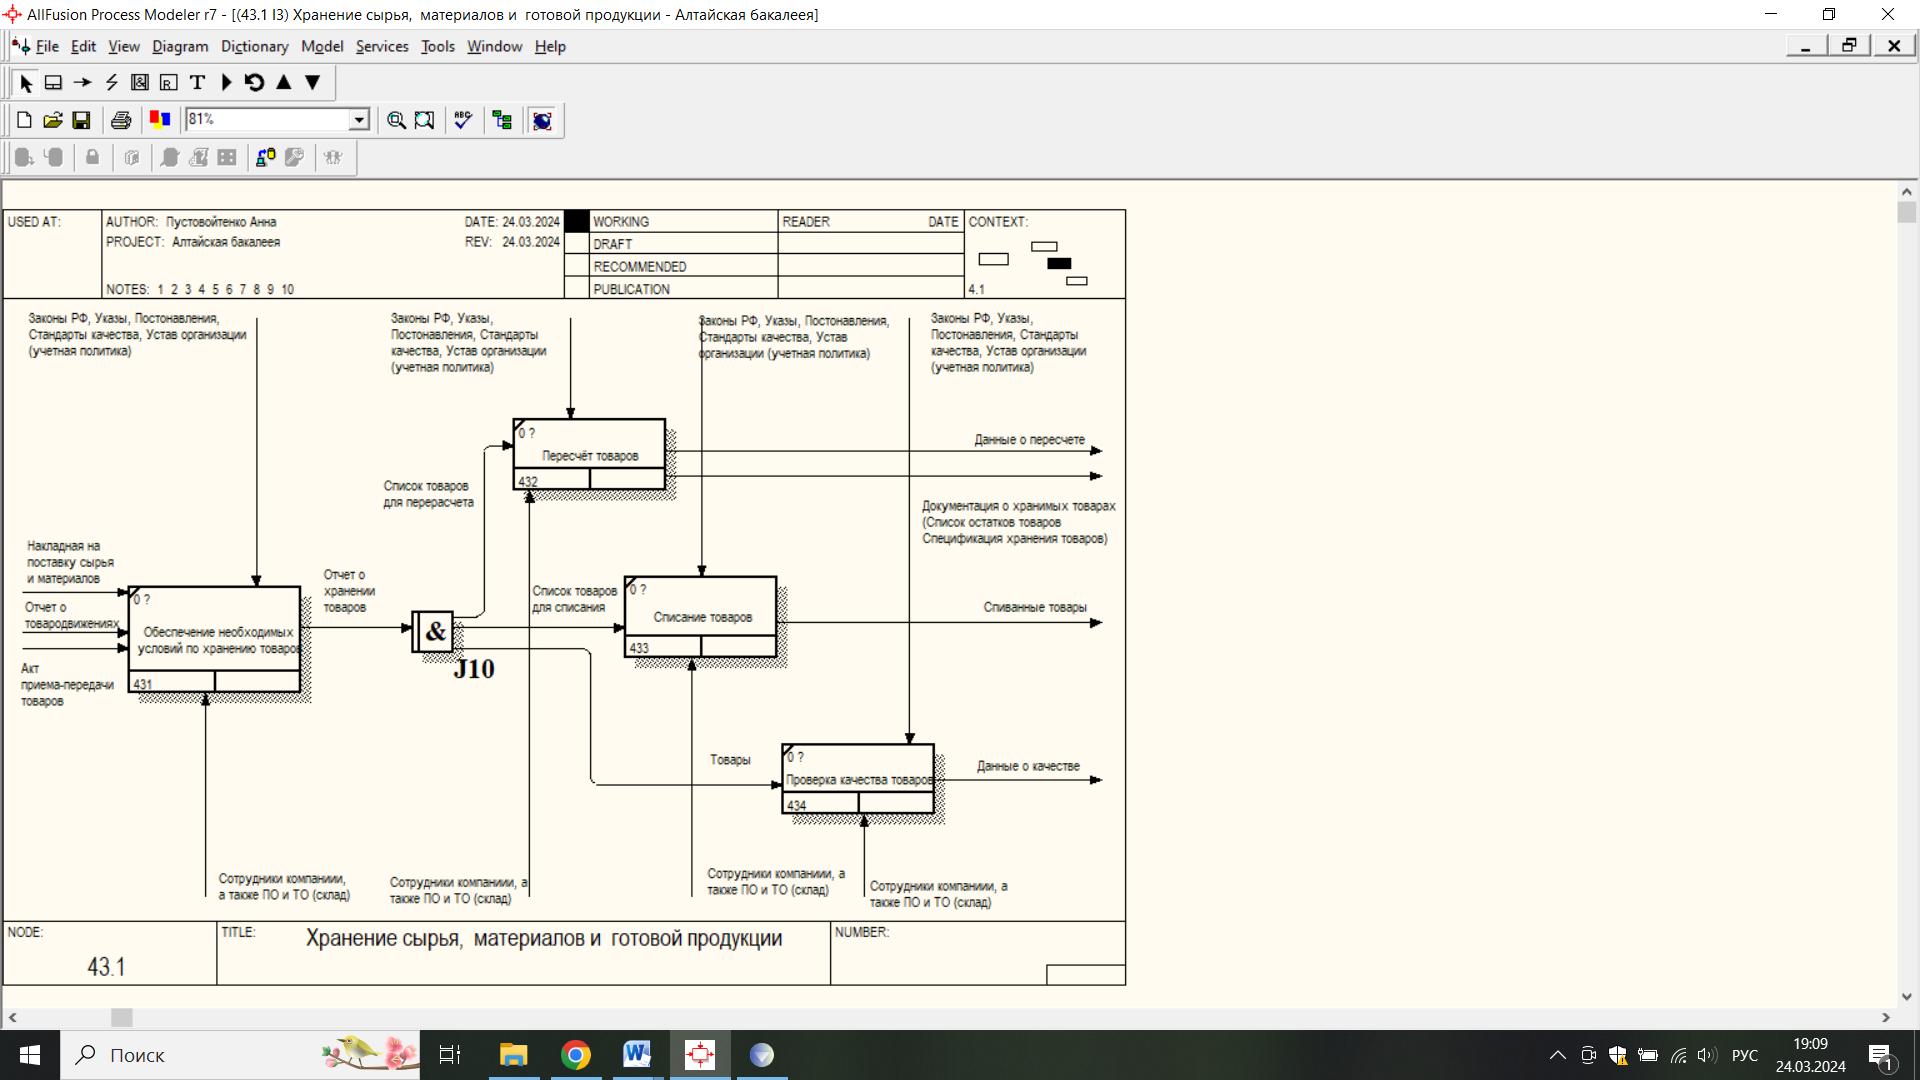 AllFusion Process Modeler r7 - [(43.1 I3) Хранение сырья,  материалов и  готовой продукции - Алтайская бакалеея]
File Edit View Diagram Dictionary Model Services Tools Window Help
81%
USED AT:
AUTHOR: Пустовойтенко Анна
DATE: 24.03.2024
PROJECT: Алтайская бакалеея
REV: 24.03.2024
NOTES: 1 2 3 4 5 6 7 8 9 10
WORKING
DRAFT
RECOMMENDED
PUBLICATION
READER DATE
CONTEXT:
4.1
Законы РФ, Указы, Постонавления,
Стандарты качества, Устав организации
(учетная политика)
Законы РФ, Указы,
Постонавления, Стандарты
качества, Устав организации
(учетная политика)
Законы РФ, Указы, Постонавления,
Стандарты качества, Устав
организации (учетная политика)
Законы РФ, Указы,
Постонавления, Стандарты
качества, Устав организации
(учетная политика)
0 ?
Пересчёт товаров
432
Данные о пересчете
Список товаров
для перерасчета
Документация о хранимых товарах
(Список остатков товаров
Спецификация хранения товаров)
Накладная на
поставку сырья
и материалов
Отчет о
товародвижениях
Акт
приема-передачи
товаров
0 ?
Обеспечение необходимых
условий по хранению товаров
431
Отчет о
хранении
товаров
&
J10
Список товаров
для списания
0 ?
Списание товаров
433
Спиванные товары
Товары
0 ?
Проверка качества товаров
434
Данные о качестве
Сотрудники компаниии,
а также ПО и ТО (склад)
Сотрудники компаниии, а
также ПО и ТО (склад)
Сотрудники компаниии, а
также ПО и ТО (склад)
Сотрудники компаниии, а
также ПО и ТО (склад)
NODE:
43.1
TITLE:
Хранение сырья,  материалов и  готовой продукции
NUMBER:
Поиск
РУС
19:09
24.03.2024
1